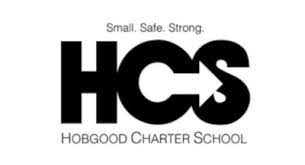 Small. Safe. Strong.
HCS
HOBGOOD CHARTER SCHOOL